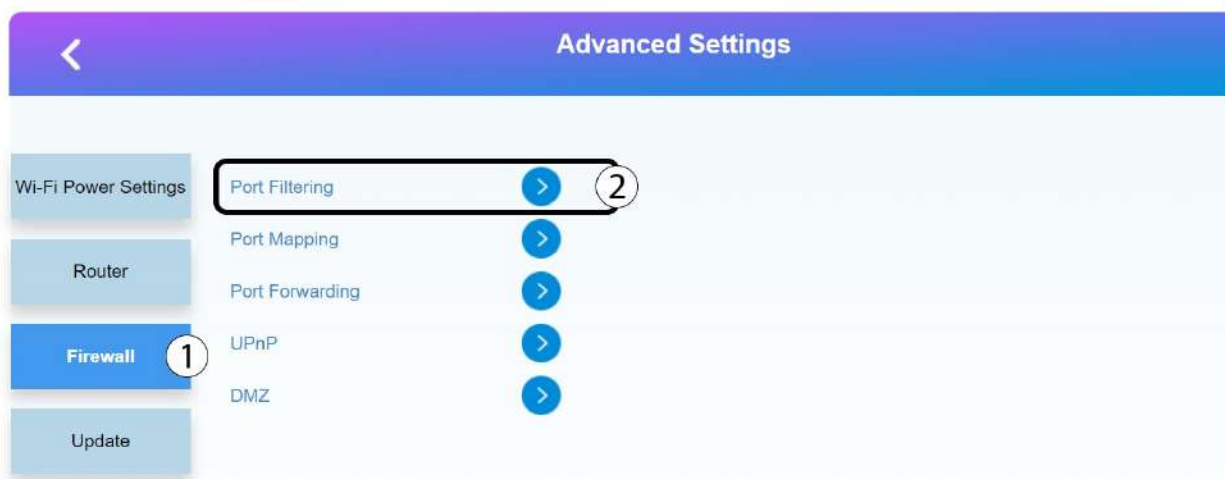 Advanced Settings
Wi-Fi Power Settings
Router
Firewall
1
Update
Port Filtering
2
Port Mapping
Port Forwarding
UPnP
DMZ